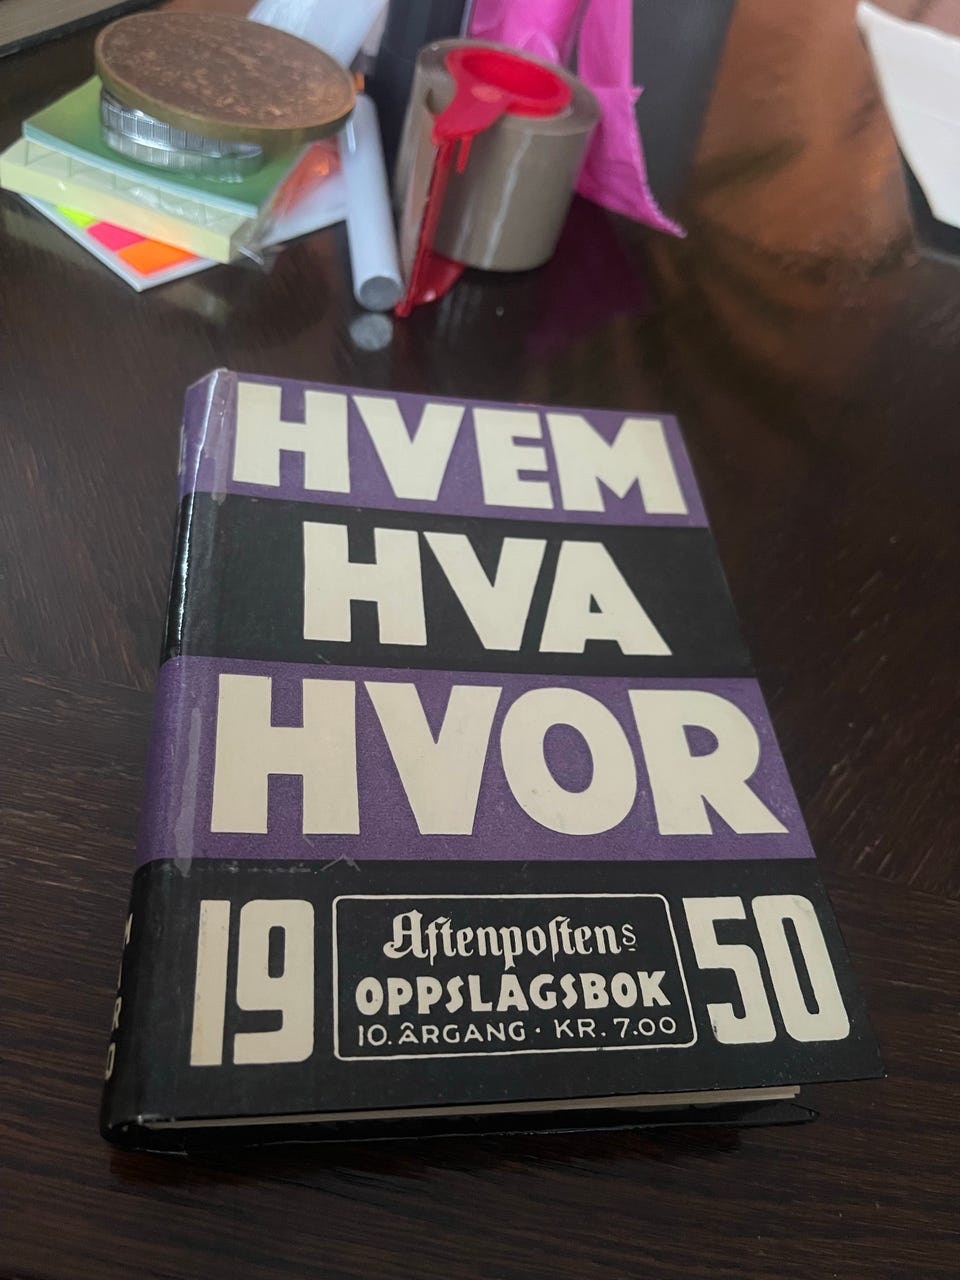 HVEM
HVA
HVOR
19 50
Aftenpostens
OPPSLAGSBOK
10. ÅRGANG · KR. 7.00